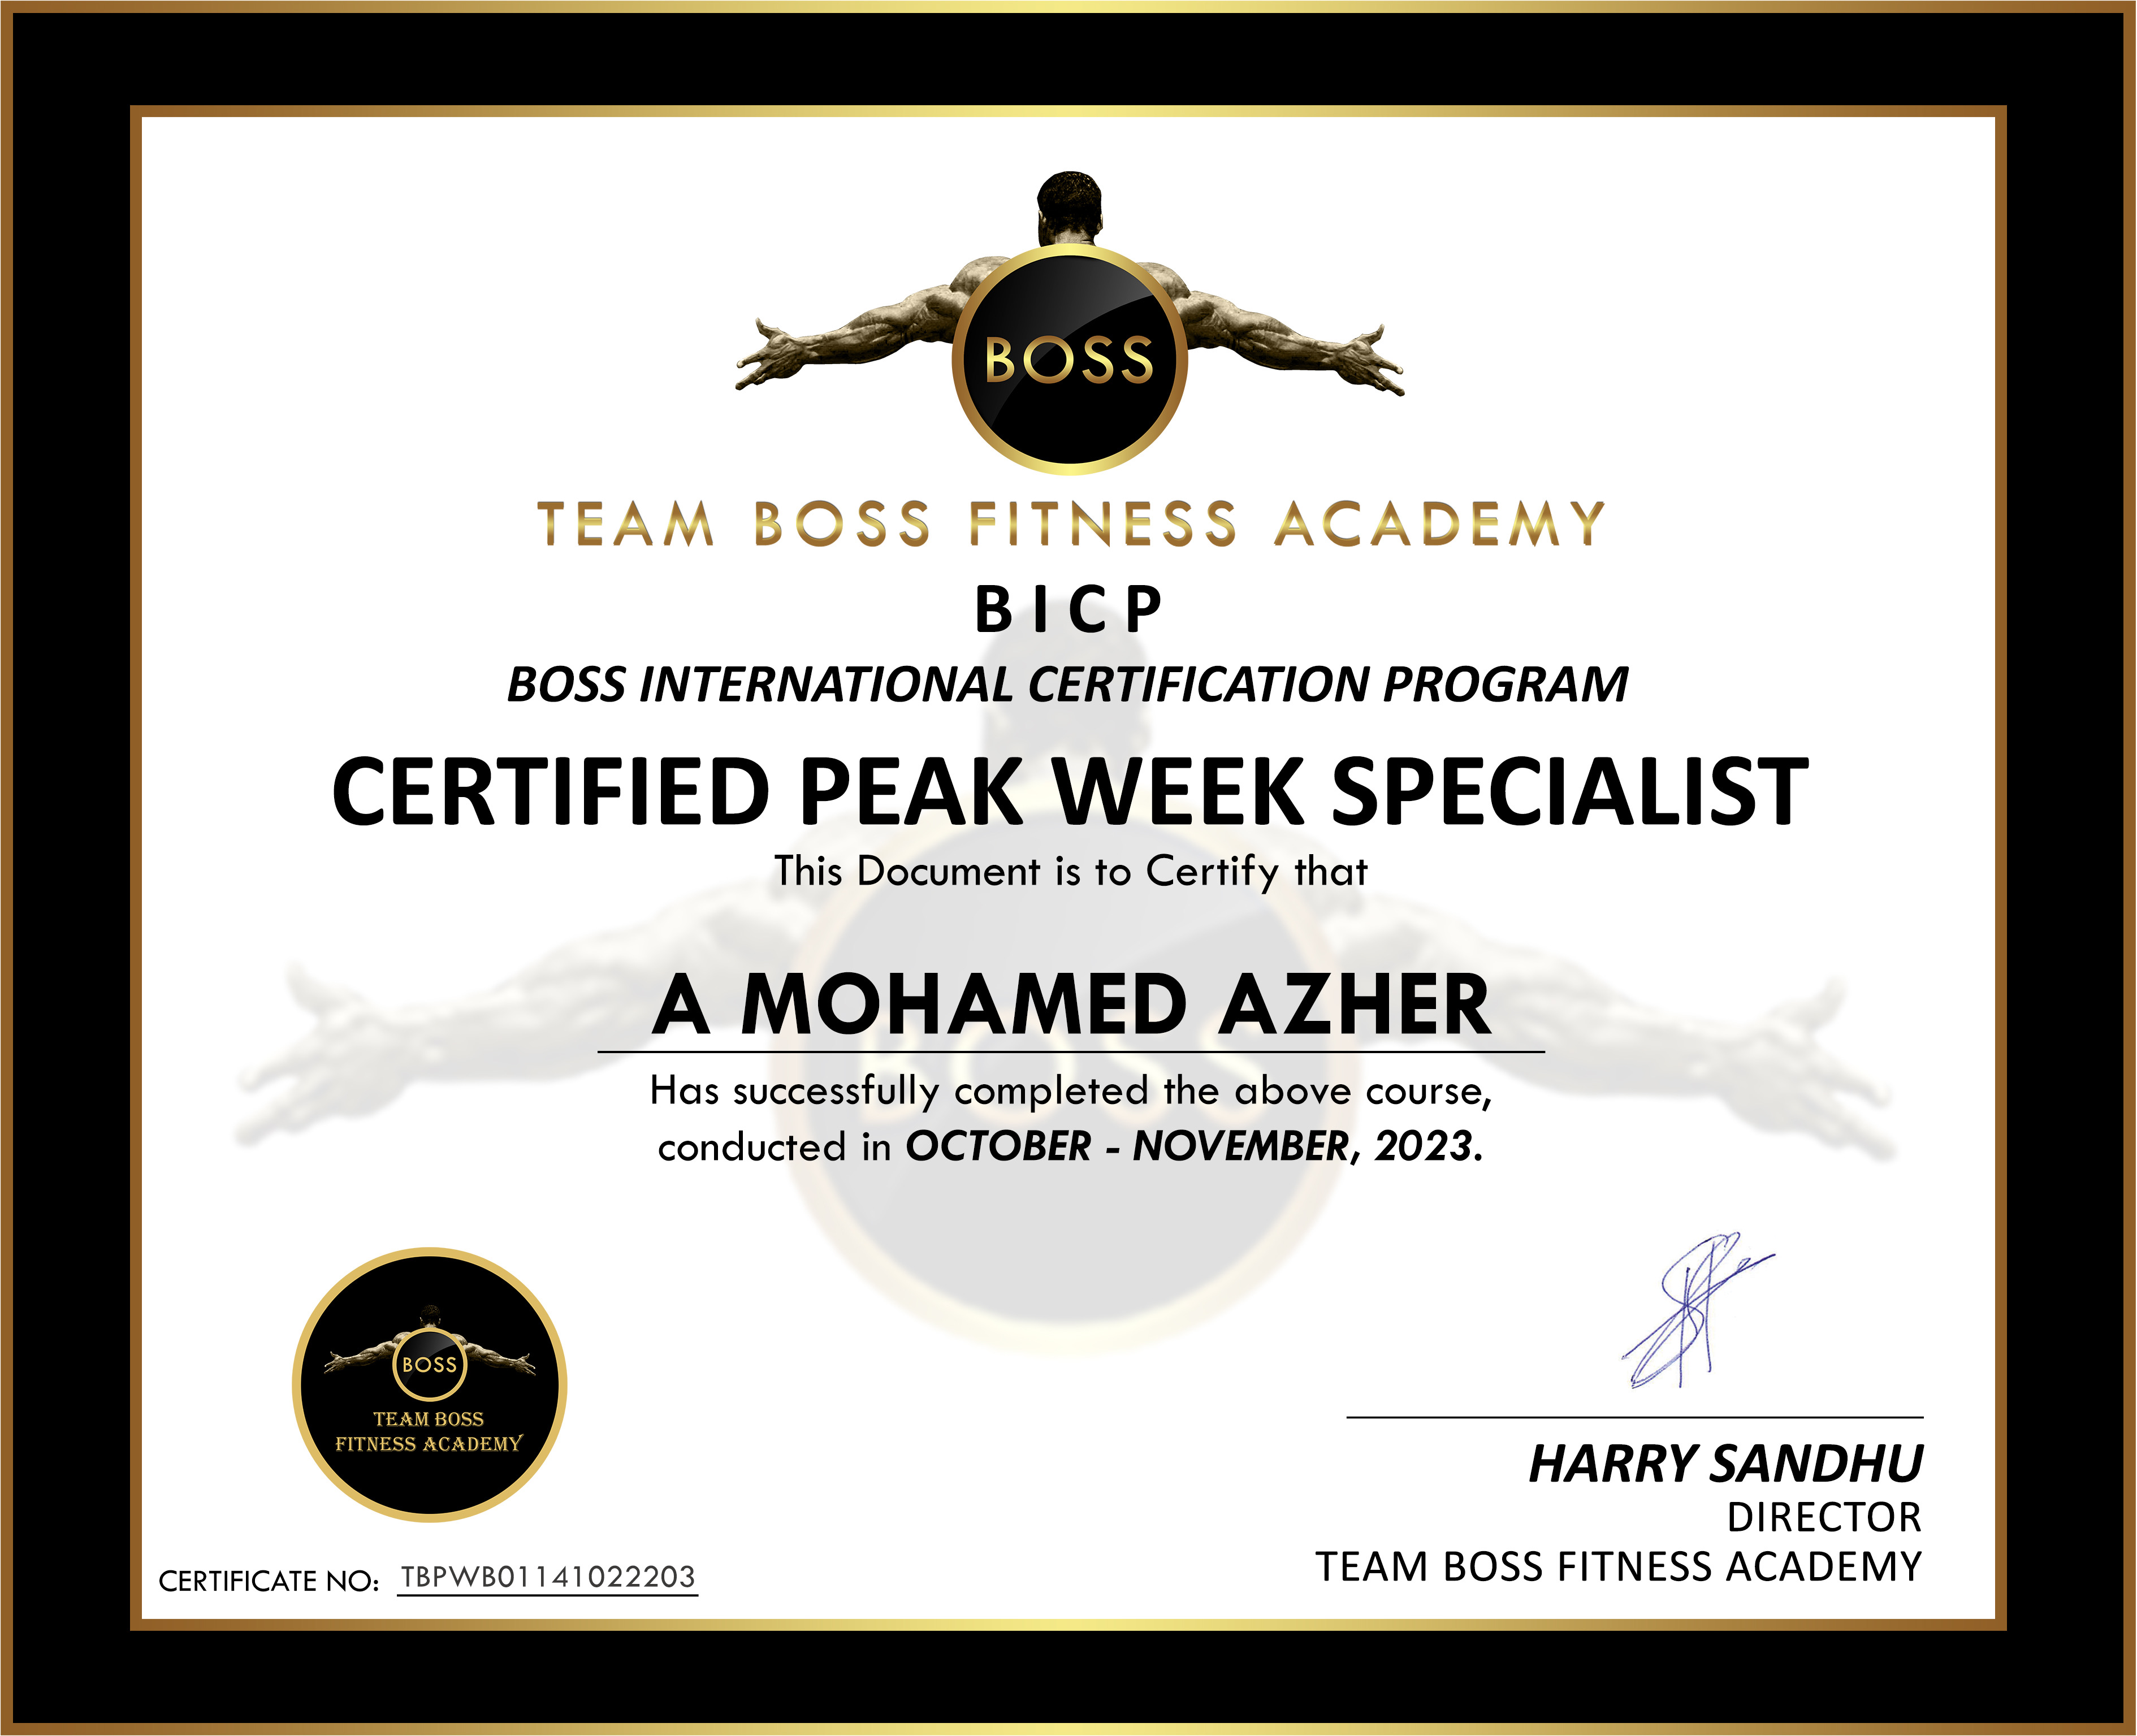 BOSS
TEAM BOSS FITNESS ACADEMY
BICP
BOSS INTERNATIONAL CERTIFICATION PROGRAM
CERTIFIED PEAK WEEK SPECIALIST
This Document is to Certify that
A MOHAMED AZHER
BOSS
Has successfully completed the above course,
conducted in OCTOBER - NOVEMBER, 2023.
BOSS
TEAM BOSS
FITNESS ACADEMY
HARRY SANDHU
DIRECTOR
TEAM BOSS FITNESS ACADEMY
CERTIFICATE NO: TBPWB01141022203